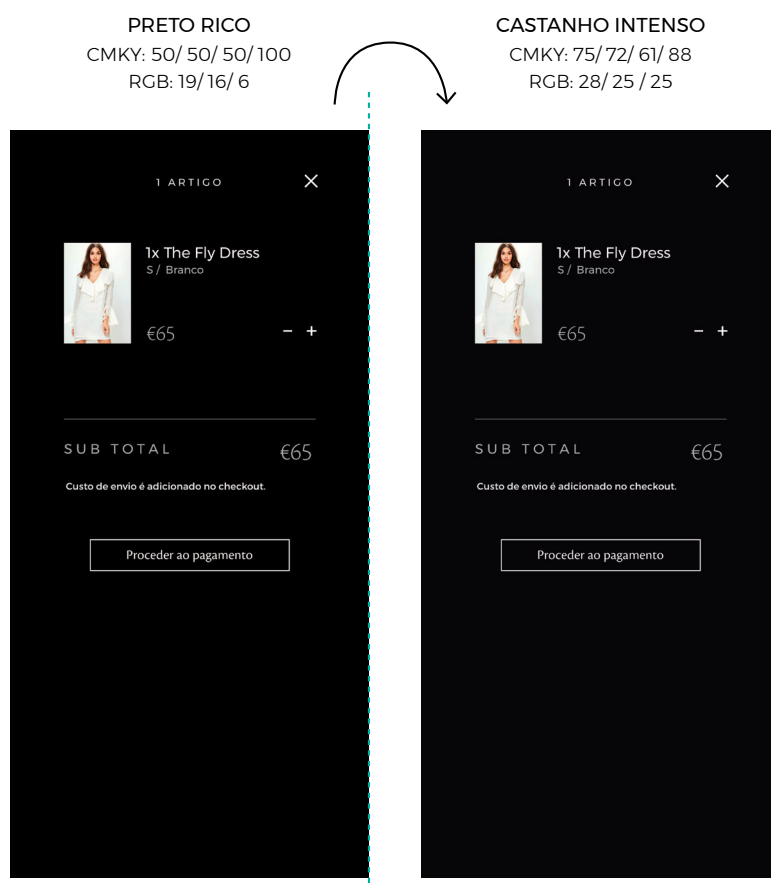 PRETO RICO
CMKY: 50/ 50/ 50/ 100
RGB: 19/ 16/ 6
CASTANHO INTENSO
CMKY: 75/ 72/ 61/ 88
RGB: 28/ 25 / 25
1 ARTIGO
1x The Fly Dress
S / Branco
€65
SUB TOTAL
€65
Custo de envio é adicionado no checkout.
Proceder ao pagamento
1 ARTIGO
1x The Fly Dress
S / Branco
€65
SUB TOTAL
€65
Custo de envio é adicionado no checkout.
Proceder ao pagamento